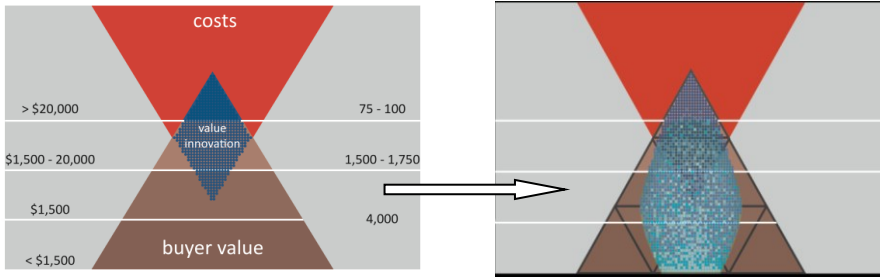 costs
> $20,000
75 - 100
value
innovation
$1,500 - 20,000
1,500 - 1,750
$1,500
4,000
buyer value
< $1,500